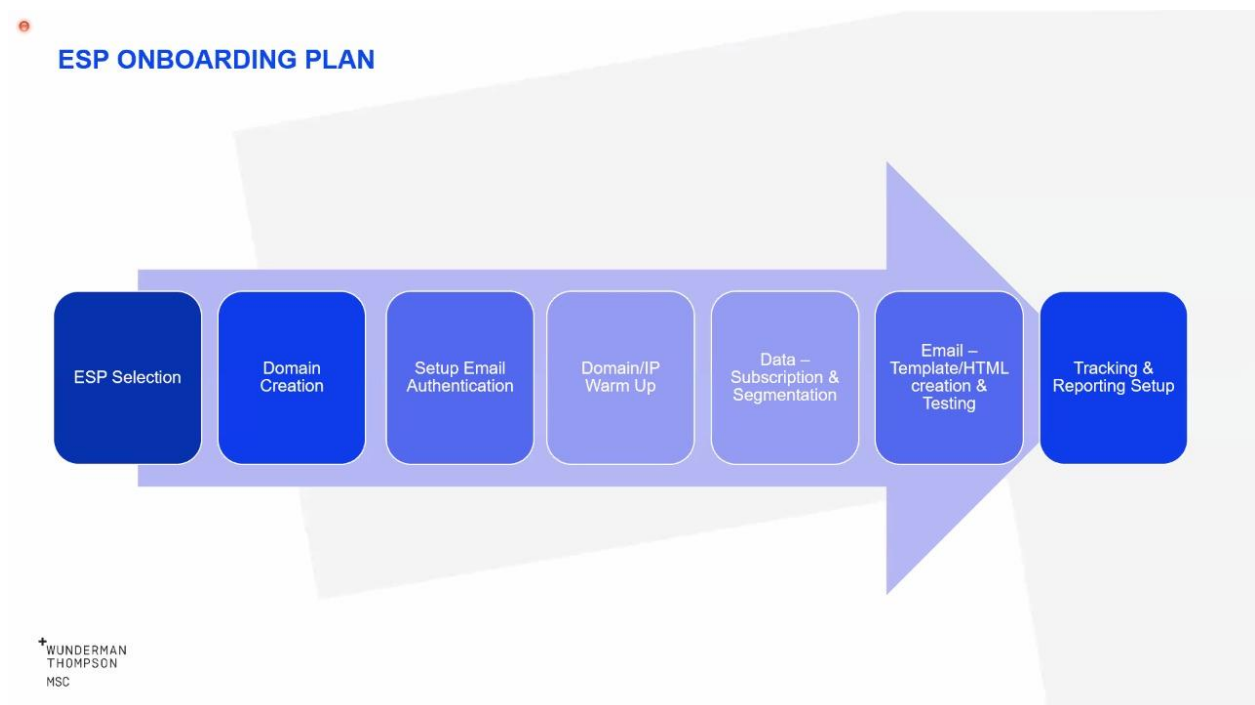 ESP ONBOARDING PLAN
ESP Selection
Domain
Creation
Setup Email
Authentication
Domain/IP
Warm Up
Data –
Subscription &
Segmentation
Email –
Template/HTML
creation &
Testing
Tracking &
Reporting Setup
WUNDERMAN
THOMPSON
MSC